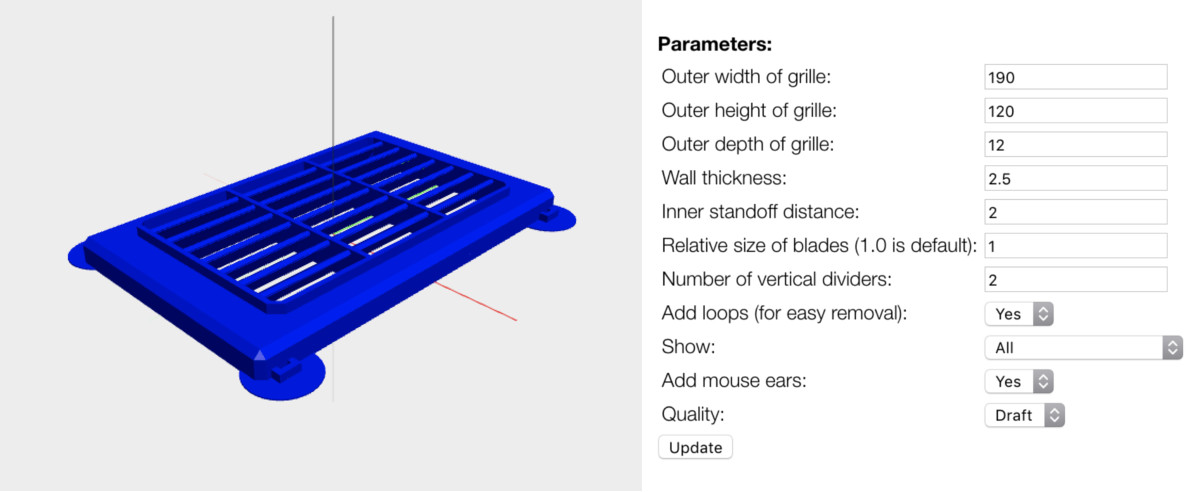 Parameters:
Outer width of grille: 190
Outer height of grille: 120
Outer depth of grille: 12
Wall thickness: 2.5
Inner standoff distance: 2
Relative size of blades (1.0 is default): 1
Number of vertical dividers: 2
Add loops (for easy removal): Yes
Show: All
Add mouse ears: Yes
Quality: Draft
Update